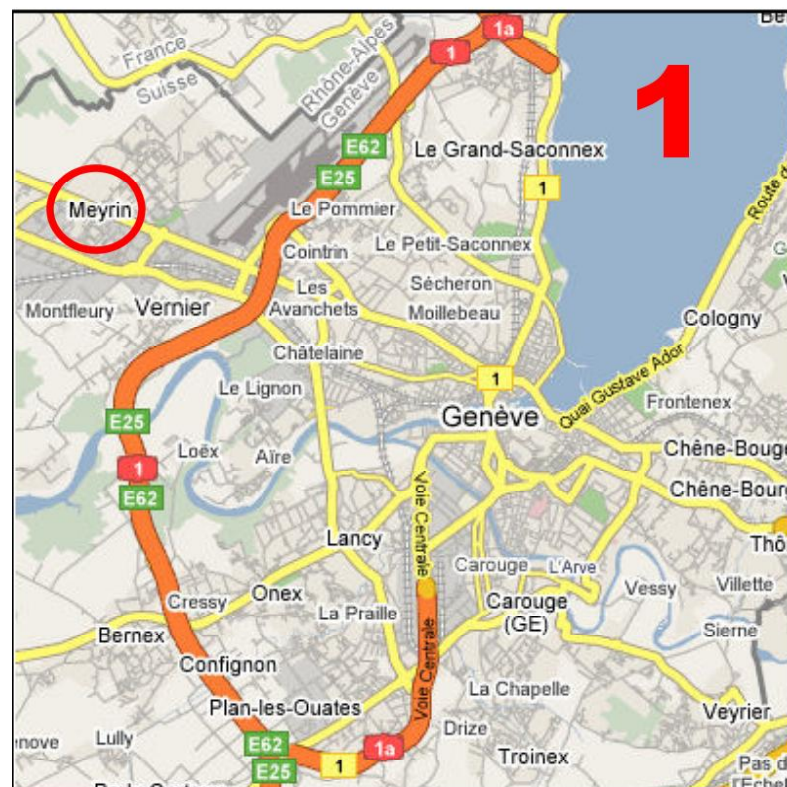 1a
1
1
France
Suisse
Rhône-Alpes
Genève
E62
E25
Le Grand-Saconnex
1
Meyrin
Le Pommier
Route d
Cointrin
Le Petit-Saconnex
Sécheron
Les
Avanchets
Moillebeau
Montfleury
Vernier
Cologny
Châtelaine
Quai Gustave Ador
1
Le Lignon
Frontenex
Genève
E25
Loëx
Aïre
1
E62
Chêne-Bouge
Voie Centrale
Chêne-Bourg
Lancy
Thô
Carouge
L'Arve
Cressy
Onex
La Praille
Carouge
(GE)
Vessy
Villette
Bernex
Sierne
Confignon
Voie Centrale
La Chapelle
Plan-les-Ouates
Veyrier
Drize
enove
Lully
E62
1a
1
E25
Troinex
Pas d
l'Echel